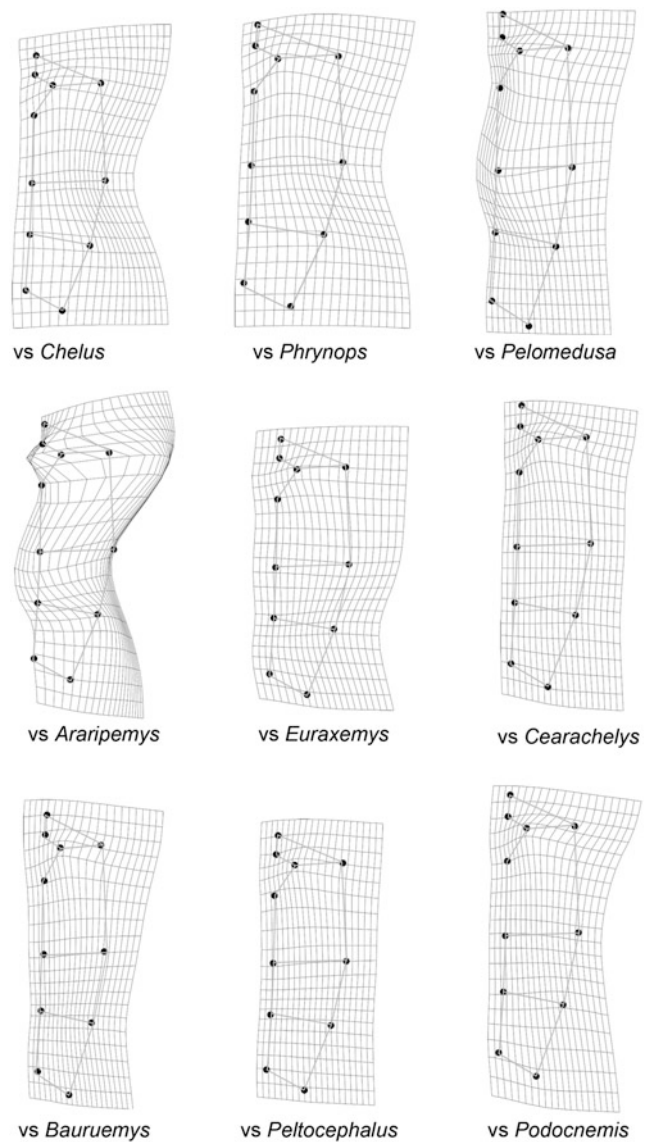 vs Chelus
vs Phrynops
vs Pelomedusa
vs Araripemys
vs Euraxemys
vs Cearachelys
vs Bauruemys
vs Peltocephalus
vs Podocnemis